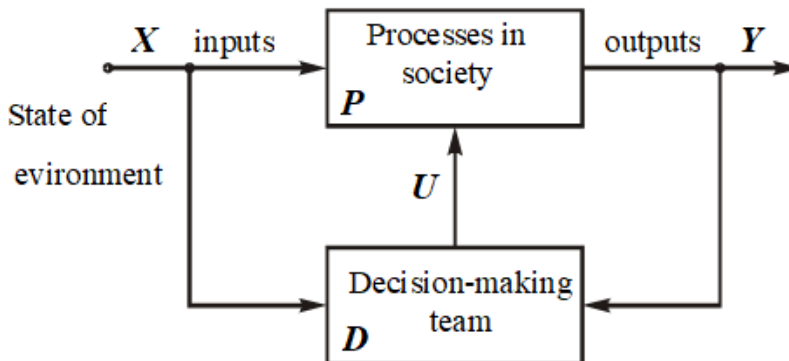 X inputs
Processes in
society
P
outputs Y
State of
evironment
U
Decision-making
team
D